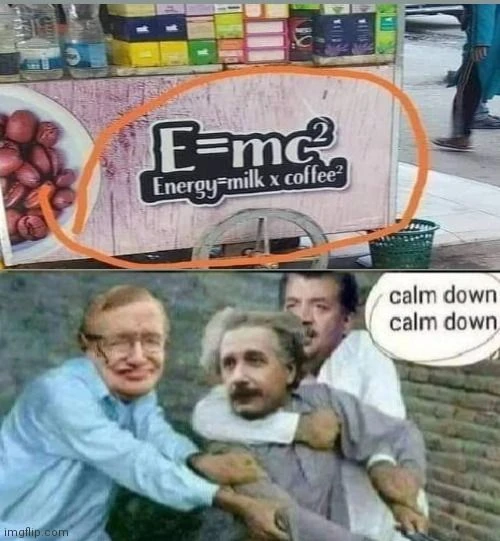 E=mc²
Energy=milk x coffee²
calm down
calm down
imgflip.com